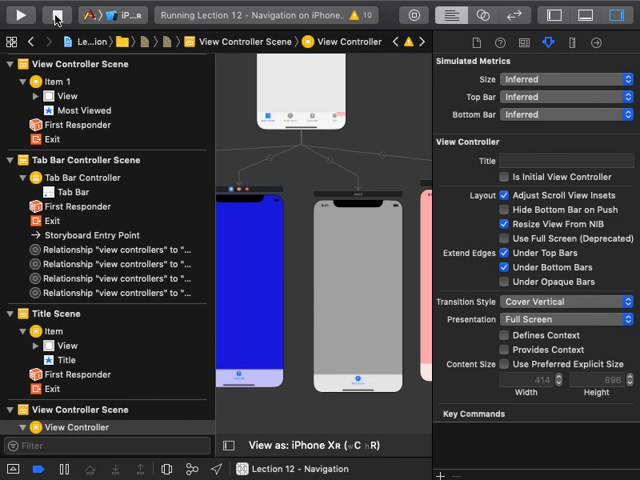 iP...R
Running Lection 12 - Navigation on iPhone...
10
Le...ion
View Controller Scene
View Controller
View Controller Scene
Item 1
View
Most Viewed
First Responder
Exit
Tab Bar Controller Scene
Tab Bar Controller
Tab Bar
First Responder
Exit
Storyboard Entry Point
Relationship "view controllers" to "...
Relationship "view controllers" to "...
Relationship "view controllers" to "...
Relationship "view controllers" to "...
Title Scene
Item
View
Title
First Responder
Exit
View Controller Scene
View Controller
Filter
View as: iPhone XR (wC hR)
Lection 12 - Navigation
Simulated Metrics
Size Inferred
Top Bar Inferred
Bottom Bar Inferred
View Controller
Title
Is Initial View Controller
Layout Adjust Scroll View Insets
Hide Bottom Bar on Push
Resize View From NIB
Use Full Screen (Deprecated)
Extend Edges Under Top Bars
Under Bottom Bars
Under Opaque Bars
Transition Style Cover Vertical
Presentation Full Screen
Defines Context
Provides Context
Content Size Use Preferred Explicit Size
414 896
Width Height
Key Commands